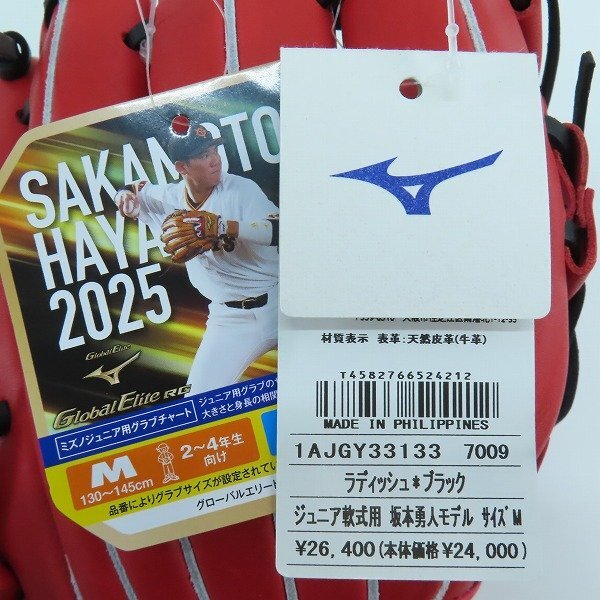 SAKAMOTO
HAYA
2025
Global Elite
Global Elite RG
ミズノジュニア用グラブチャート
ジュニア用グラブの
大きさと身長の相関
M
130～145cm
2～4年生
向け
品番によりグラブサイズが設定されてい
グローバルエリート
材質表示 表革:天然皮革(牛革)
T4582766524212
MADE IN PHILIPPINES
1AJGY33133 7009
ラディッシュ*ブラック
ジュニア軟式用 坂本勇人モデル サイズM
¥26,400(本体価格¥24,000)